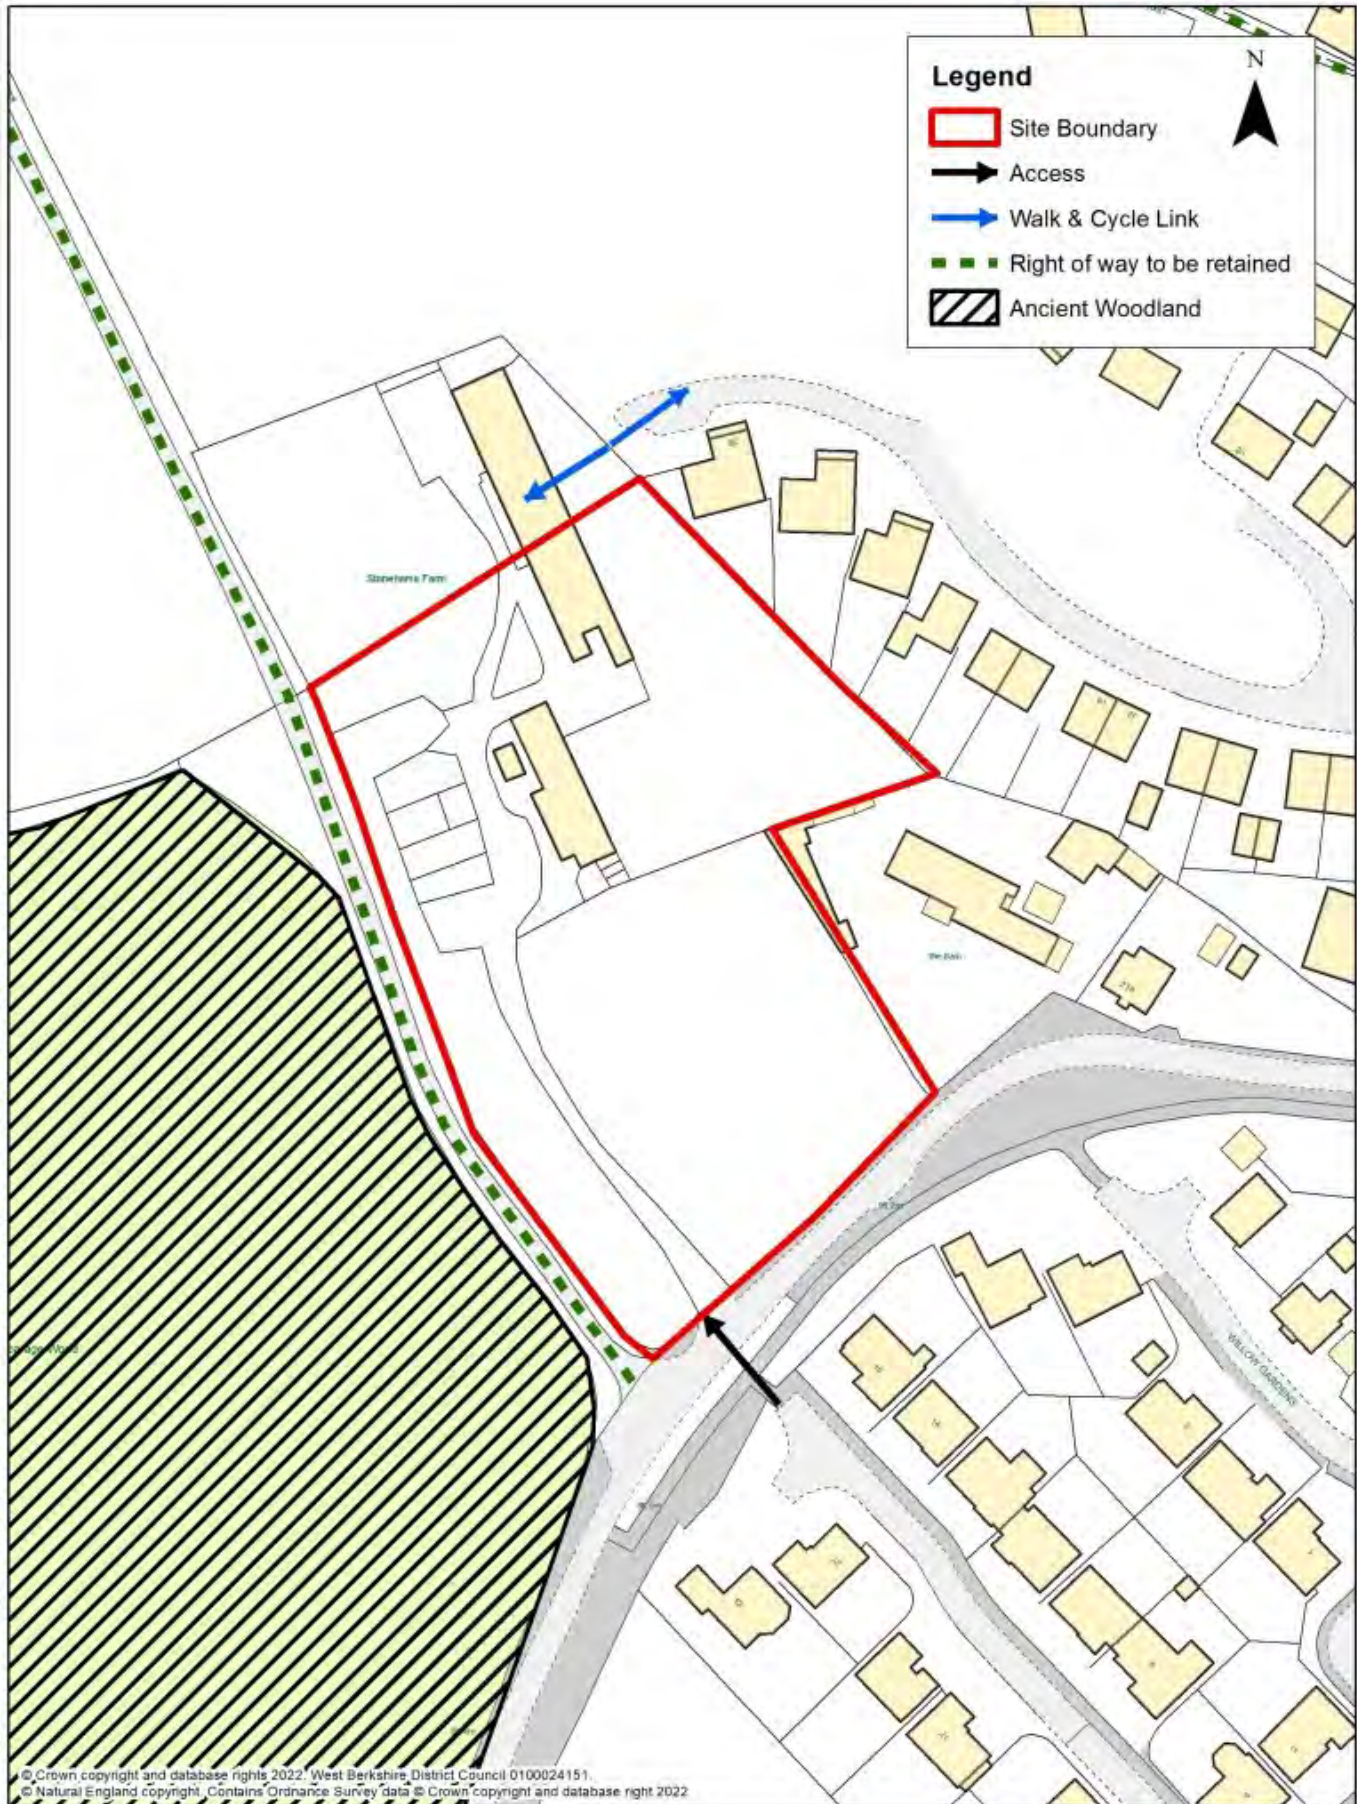 Legend
N
Site Boundary
Access
Walk & Cycle Link
Right of way to be retained
Ancient Woodland
Stonehams Farm
WILLOW GARDENS
© Crown copyright and database rights 2022. West Berkshire District Council 0100024151.
© Natural England copyright. Contains Ordnance Survey data © Crown copyright and database right 2022